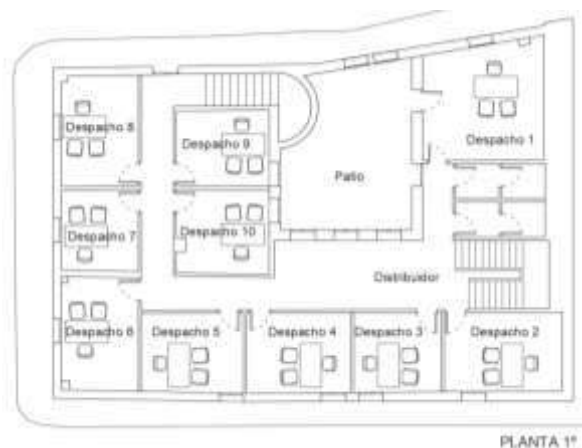 Despacho 8
Despacho 9
Despacho 1
Patio
Despacho 7
Despacho 10
Distribuidor
Despacho 6
Despacho 5
Despacho 4
Despacho 3
Despacho 2
PLANTA 1ª